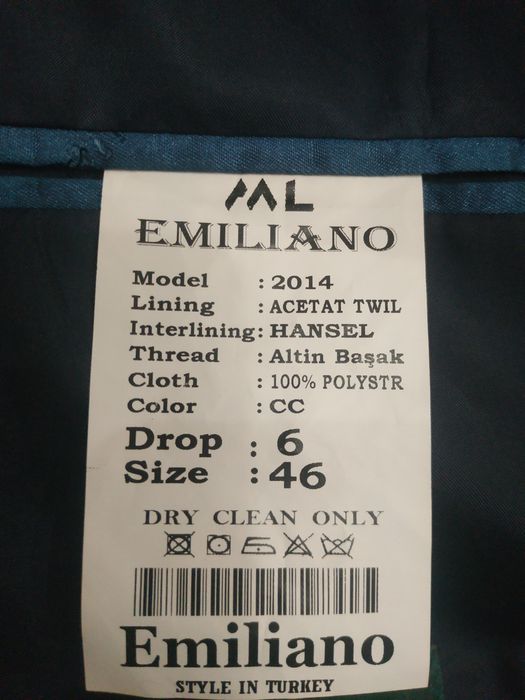 ML
EMILIANO
Model : 2014
Lining : ACETAT TWIL
Interlining : HANSEL
Thread : Altin Başak
Cloth : 100% POLYSTR
Color : CC
Drop : 6
Size : 46
DRY CLEAN ONLY
Emiliano
STYLE IN TURKEY